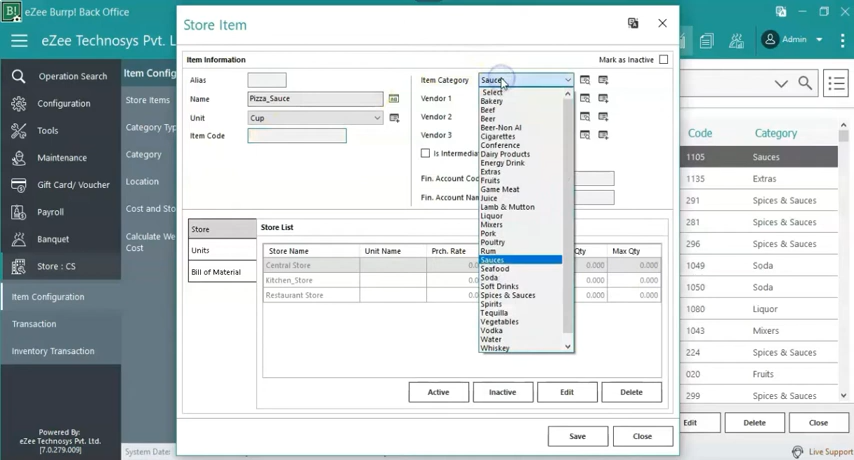 B! eZee Burrp! Back Office
eZee Technosys Pvt. L
Admin
Operation Search
Configuration
Tools
Maintenance
Gift Card/ Voucher
Payroll
Banquet
Store : CS
Item Configuration
Transaction
Inventory Transaction
Powered By:
eZee Technosys Pvt. Ltd.
[7.0.279.009]
Item Config
Store Items
Category Typ
Category
Location
Cost and Sto
Calculate We
Cost
System Date:
Store Item
Item Information
Mark as Inactive
Alias
Name Pizza_Sauce
Unit Cup
Item Code
Item Category Sauce
Vendor 1
Vendor 2
Vendor 3
Is Intermedia
Fin. Account Cod
Fin. Account Nam
Select
Bakery
Beef
Beer
Beer-Non Al
Cigarettes
Conference
Dairy Products
Energy Drink
Extras
Fruits
Game Meat
Juice
Lamb & Mutton
Liquor
Mixers
Pork
Poultry
Rum
Sauces
Seafood
Soda
Soft Drinks
Spices & Sauces
Spirits
Tequilla
Vegetables
Vodka
Water
Whiskey
Store
Units
Bill of Material
Store List
Store Name Unit Name Prch. Rate Qty Max Qty
Central Store 0.0 0.000 0.000
Kitchen_Store 0.0 0.000 0.000
Restaurant Store 0.0 0.000 0.000
Active Inactive Edit Delete
Save Close
Code Category
1105 Sauces
1135 Extras
291 Spices & Sauces
281 Spices & Sauces
296 Spices & Sauces
1049 Soda
1050 Soda
1080 Liquor
1043 Mixers
224 Spices & Sauces
020 Fruits
299 Spices & Sauces
Edit Delete Close
Live Support